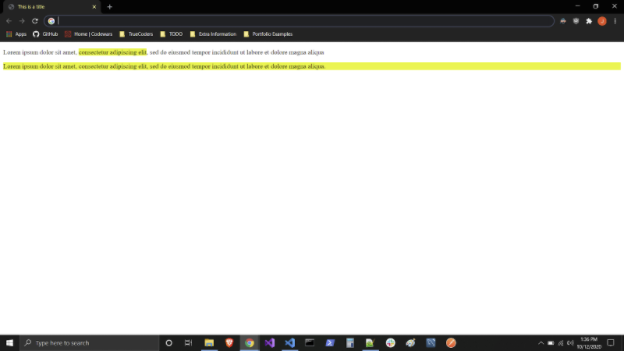 This is a title
Apps GitHub Home | Codewars TrueCoders TODO Extra Information Portfolio Examples
Lorem ipsum dolor sit amet, consectetur adipiscing elit, sed do eiusmod tempor incididunt ut labore et dolore magna aliqua
Lorem ipsum dolor sit amet, consectetur adipiscing elit, sed do eiusmod tempor incididunt ut labore et dolore magna aliqua.
Type here to search
1:36 PM
10/12/2020